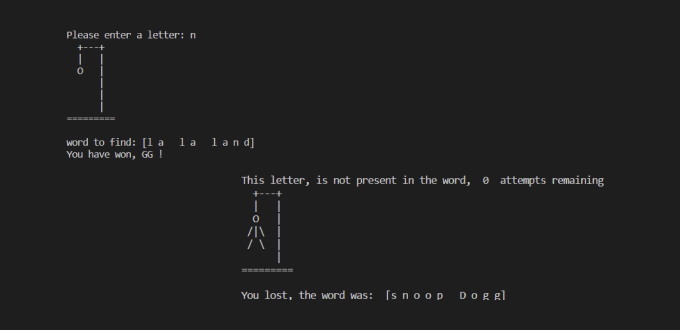 Please enter a letter: n
  +---+
  |   |
  O   |
      |
      |
      |
=========
word to find: [l a   l a   l a n d]
You have won, GG !
This letter, is not present in the word,  0  attempts remaining
  +---+
  |   |
  O   |
 /|\  |
 / \  |
      |
=========
You lost, the word was:  [s n o o p   D o g g]